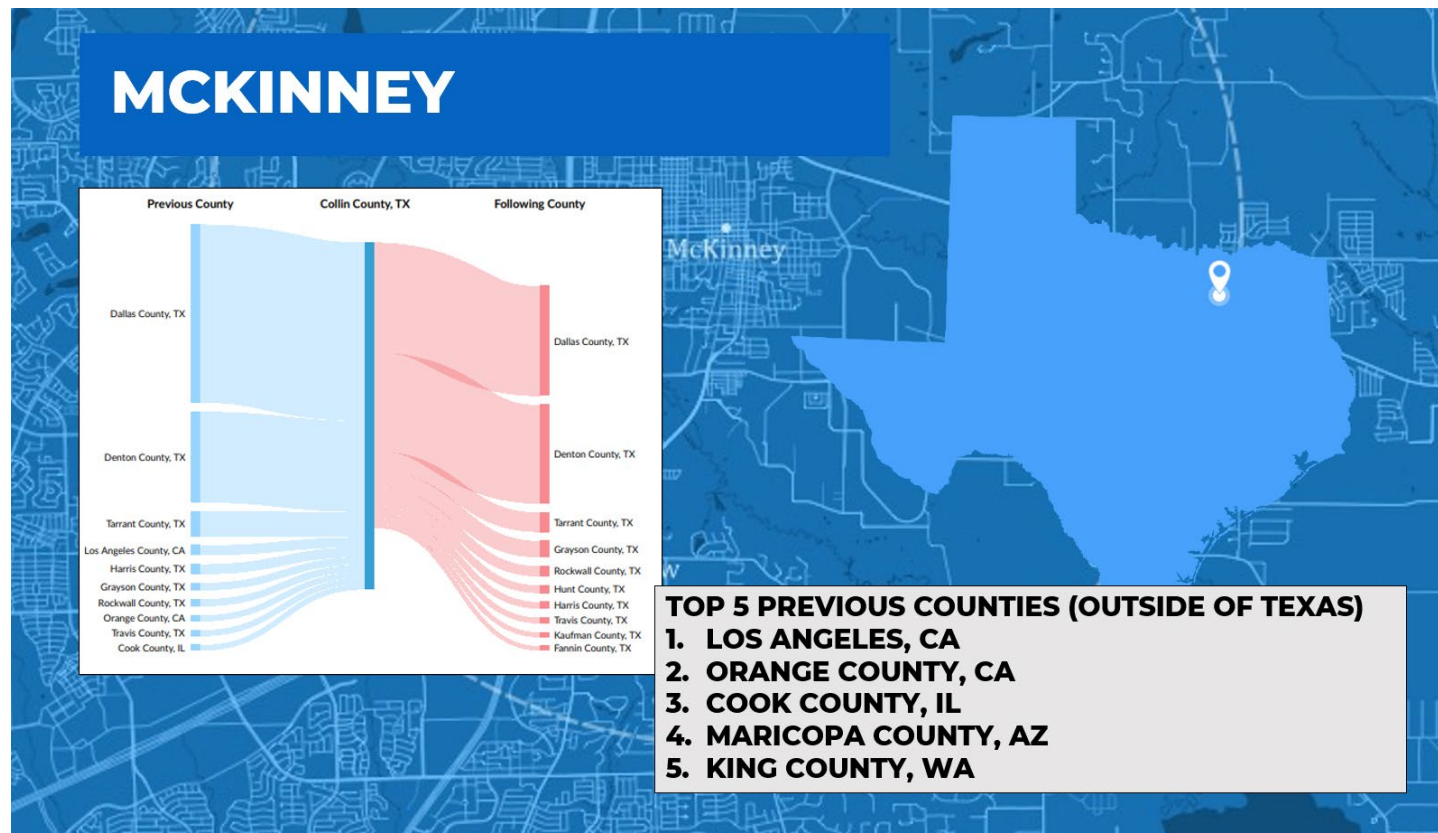 MCKINNEY
Previous County
Collin County, TX
Following County
Dallas County, TX
Denton County, TX
Tarrant County, TX
Los Angeles County, CA
Harris County, TX
Grayson County, TX
Rockwall County, TX
Orange County, CA
Travis County, TX
Cook County, IL
Dallas County, TX
Denton County, TX
Tarrant County, TX
Grayson County, TX
Rockwall County, TX
Hunt County, TX
Harris County, TX
Travis County, TX
Kaufman County, TX
Fannin County, TX
McKinney
TOP 5 PREVIOUS COUNTIES (OUTSIDE OF TEXAS)
1. LOS ANGELES, CA
2. ORANGE COUNTY, CA
3. COOK COUNTY, IL
4. MARICOPA COUNTY, AZ
5. KING COUNTY, WA